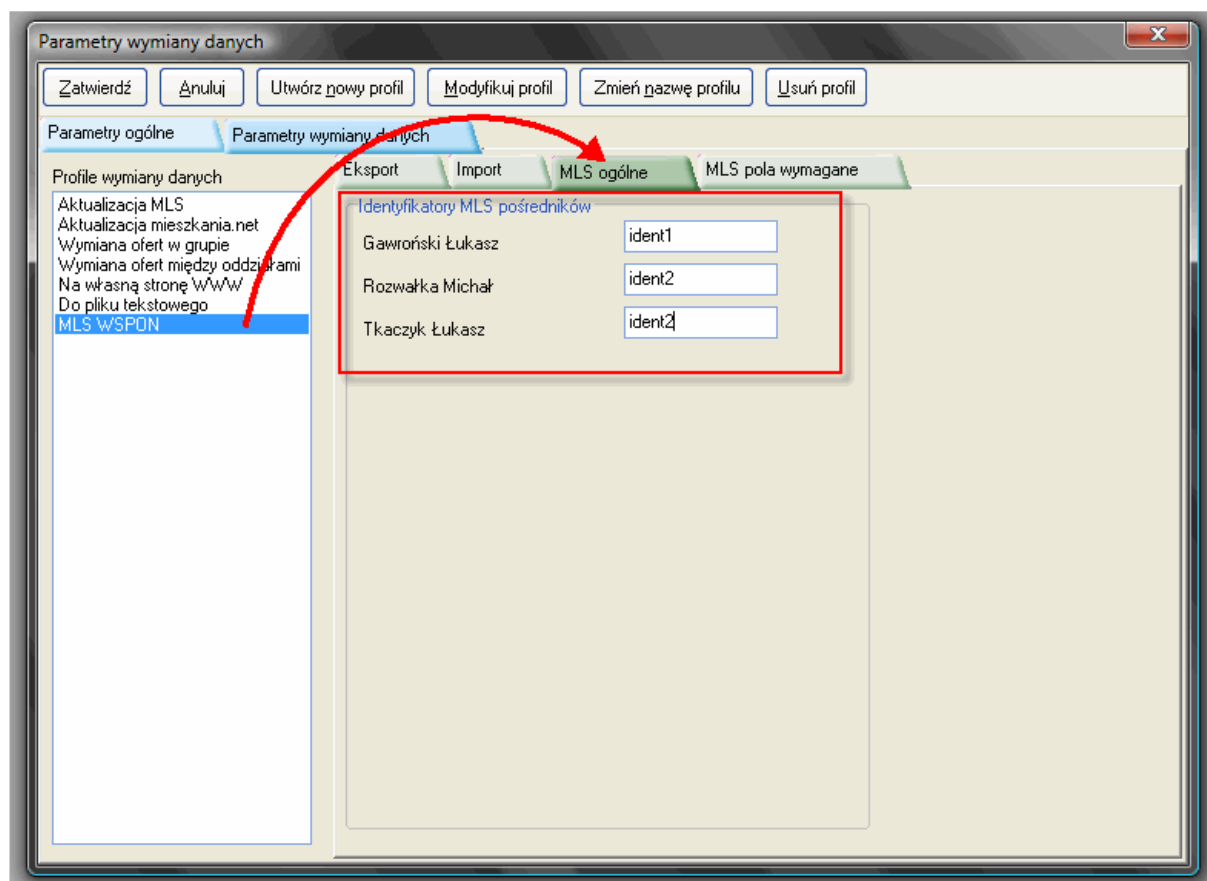 Parametry wymiany danych
X
Zatwierdź Anuluj Utwórz nowy profil Modyfikuj profil Zmień nazwę profilu Usuń profil
Parametry ogólne Parametry wymiany danych
Profile wymiany danych
Aktualizacja MLS
Aktualizacja mieszkania.net
Wymiana ofert w grupie
Wymiana ofert między oddziałami
Na własną stronę WWW
Do pliku tekstowego
MLS WSPON
Eksport Import MLS ogólne MLS pola wymagane
Identyfikatory MLS pośredników
Gawroński Łukasz ident1
Rozwałka Michał ident2
Tkaczyk Łukasz ident2